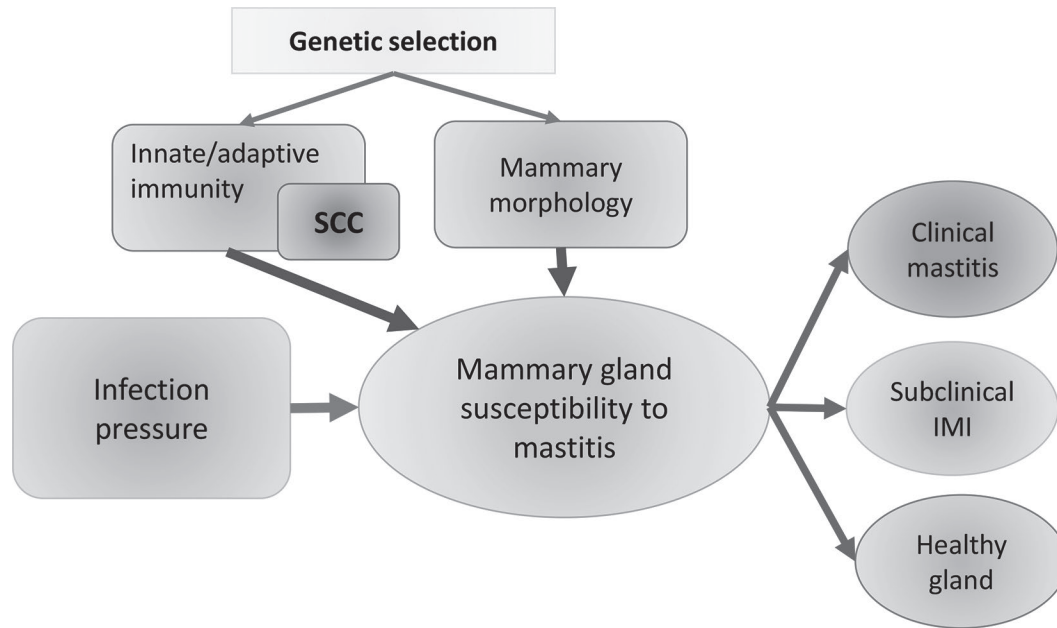 Genetic selection
Innate/adaptive
immunity
SCC
Mammary
morphology
Infection
pressure
Mammary gland
susceptibility to
mastitis
Clinical
mastitis
Subclinical
IMI
Healthy
gland